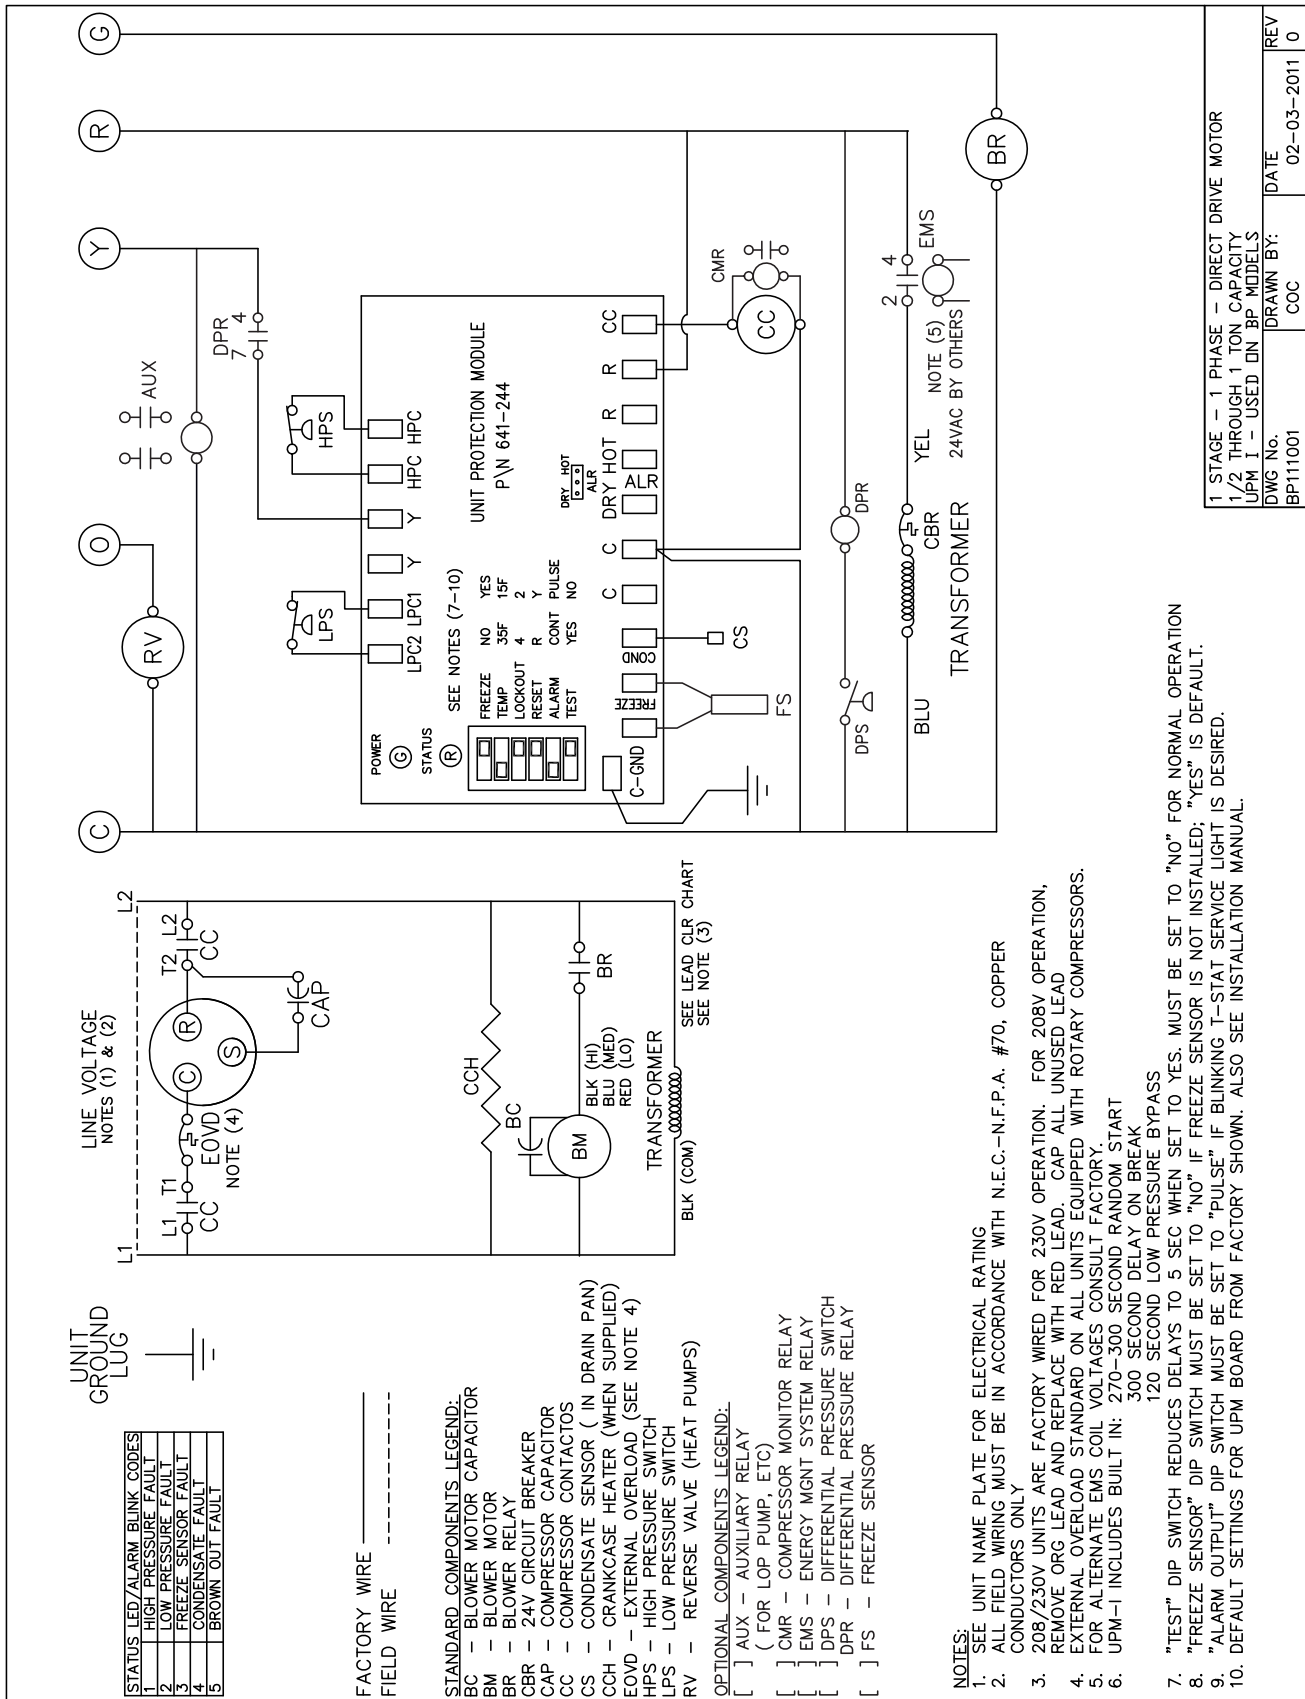 STATUS LED/ALARM BLINK CODES
1 HIGH PRESSURE FAULT
2 LOW PRESSURE FAULT
3 FREEZE SENSOR FAULT
4 CONDENSATE FAULT
5 BROWN OUT FAULT
UNIT
GROUND
LUG
FACTORY WIRE
FIELD WIRE
STANDARD COMPONENTS LEGEND:
BC – BLOWER MOTOR CAPACITOR
BM – BLOWER MOTOR
BR – BLOWER RELAY
CBR – 24V CIRCUIT BREAKER
CAP – COMPRESSOR CAPACITOR
CC – COMPRESSOR CONTACTOS
CS – CONDENSATE SENSOR ( IN DRAIN PAN)
CCH – CRANKCASE HEATER (WHEN SUPPLIED)
EOVD – EXTERNAL OVERLOAD (SEE NOTE 4)
HPS – HIGH PRESSURE SWITCH
LPS – LOW PRESSURE SWITCH
RV – REVERSE VALVE (HEAT PUMPS)
OPTIONAL COMPONENTS LEGEND:
[ ] AUX – AUXILIARY RELAY
( FOR LOP PUMP, ETC)
[ ] CMR – COMPRESSOR MONITOR RELAY
[ ] EMS – ENERGY MGNT SYSTEM RELAY
[ ] DPS – DIFFERENTIAL PRESSURE SWITCH
DPR – DIFFERENTIAL PRESSURE RELAY
[ ] FS – FREEZE SENSOR
LINE VOLTAGE
NOTES (1) & (2)
L1
L2
L1 T1
CC
EOVD
NOTE (4)
C
R
S
T2 L2
CC
CAP
CCH
BC
BM
BLK (HI)
BLU (MED)
RED (LO)
BR
TRANSFORMER
BLK (COM)
SEE LEAD CLR CHART
SEE NOTE (3)
C
O
Y
R
G
RV
AUX
DPR
7 4
LPS
HPS
LPC2 LPC1 Y Y HPC HPC
POWER
G
STATUS
R
SEE NOTES (7–10)
UNIT PROTECTION MODULE
P\N 641–244
FREEZE NO YES
TEMP 35F 15F
LOCKOUT 4 2
RESET R Y
ALARM CONT PULSE
TEST YES NO
DRY HOT
ALR
C–GND
FREEZE
COND
C
C
DRY HOT
ALR
R
R
CC
FS
CS
CMR
CC
DPS
DPR
BLU
TRANSFORMER
CBR
YEL
NOTE (5)
24VAC BY OTHERS
2 4
EMS
BR
NOTES:
1. SEE UNIT NAME PLATE FOR ELECTRICAL RATING
2. ALL FIELD WIRING MUST BE IN ACCORDANCE WITH N.E.C.–N.F.P.A. #70, COPPER
CONDUCTORS ONLY
3. 208/230V UNITS ARE FACTORY WIRED FOR 230V OPERATION. FOR 208V OPERATION,
REMOVE ORG LEAD AND REPLACE WITH RED LEAD. CAP ALL UNUSED LEAD
4. EXTERNAL OVERLOAD STANDARD ON ALL UNITS EQUIPPED WITH ROTARY COMPRESSORS.
5. FOR ALTERNATE EMS COIL VOLTAGES CONSULT FACTORY.
6. UPM–I INCLUDES BUILT IN: 270–300 SECOND RANDOM START
300 SECOND DELAY ON BREAK
120 SECOND LOW PRESSURE BYPASS
7. "TEST" DIP SWITCH REDUCES DELAYS TO 5 SEC WHEN SET TO YES. MUST BE SET TO "NO" FOR NORMAL OPERATION
8. "FREEZE SENSOR" DIP SWITCH MUST BE SET TO "NO" IF FREEZE SENSOR IS NOT INSTALLED; "YES" IS DEFAULT.
9. "ALARM OUTPUT" DIP SWITCH MUST BE SET TO "PULSE" IF BLINKING T–STAT SERVICE LIGHT IS DESIRED.
10. DEFAULT SETTINGS FOR UPM BOARD FROM FACTORY SHOWN. ALSO SEE INSTALLATION MANUAL.
1 STAGE – 1 PHASE – DIRECT DRIVE MOTOR
1/2 THROUGH 1 TON CAPACITY
UPM I – USED ON BP MODELS
DWG No. DRAWN BY: DATE REV
BP111001 COC 02–03–2011 0